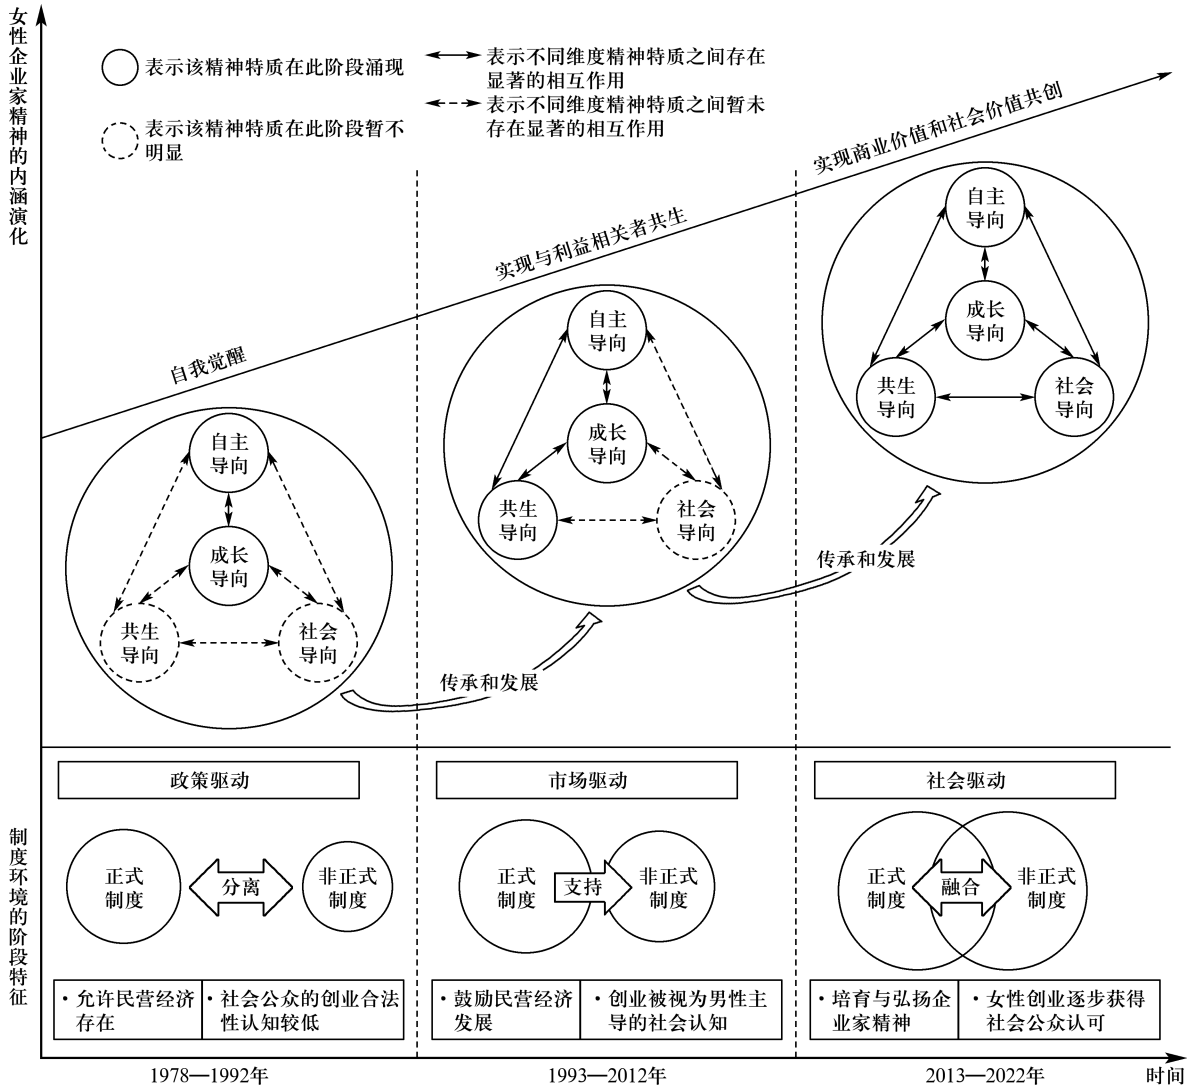 女性企业家精神的内涵演化
表示该精神特质在此阶段涌现
表示该精神特质在此阶段暂不
明显
表示不同维度精神特质之间存在
显著的相互作用
表示不同维度精神特质之间暂未
存在显著的相互作用
自我觉醒
实现与利益相关者共生
实现商业价值和社会价值共创
自主
导向
成长
导向
共生
导向
社会
导向
传承和发展
自主
导向
成长
导向
共生
导向
社会
导向
传承和发展
自主
导向
成长
导向
共生
导向
社会
导向
制度环境的阶段特征
政策驱动
正式
制度
分离
非正式
制度
·允许民营经济
存在
·社会公众的创业合法
性认知较低
市场驱动
正式
制度
支持
非正式
制度
·鼓励民营经济
发展
·创业被视为男性主
导的社会认知
社会驱动
正式
制度
融合
非正式
制度
·培育与弘扬企
业家精神
·女性创业逐步获得
社会公众认可
1978—1992年
1993—2012年
2013—2022年
时间